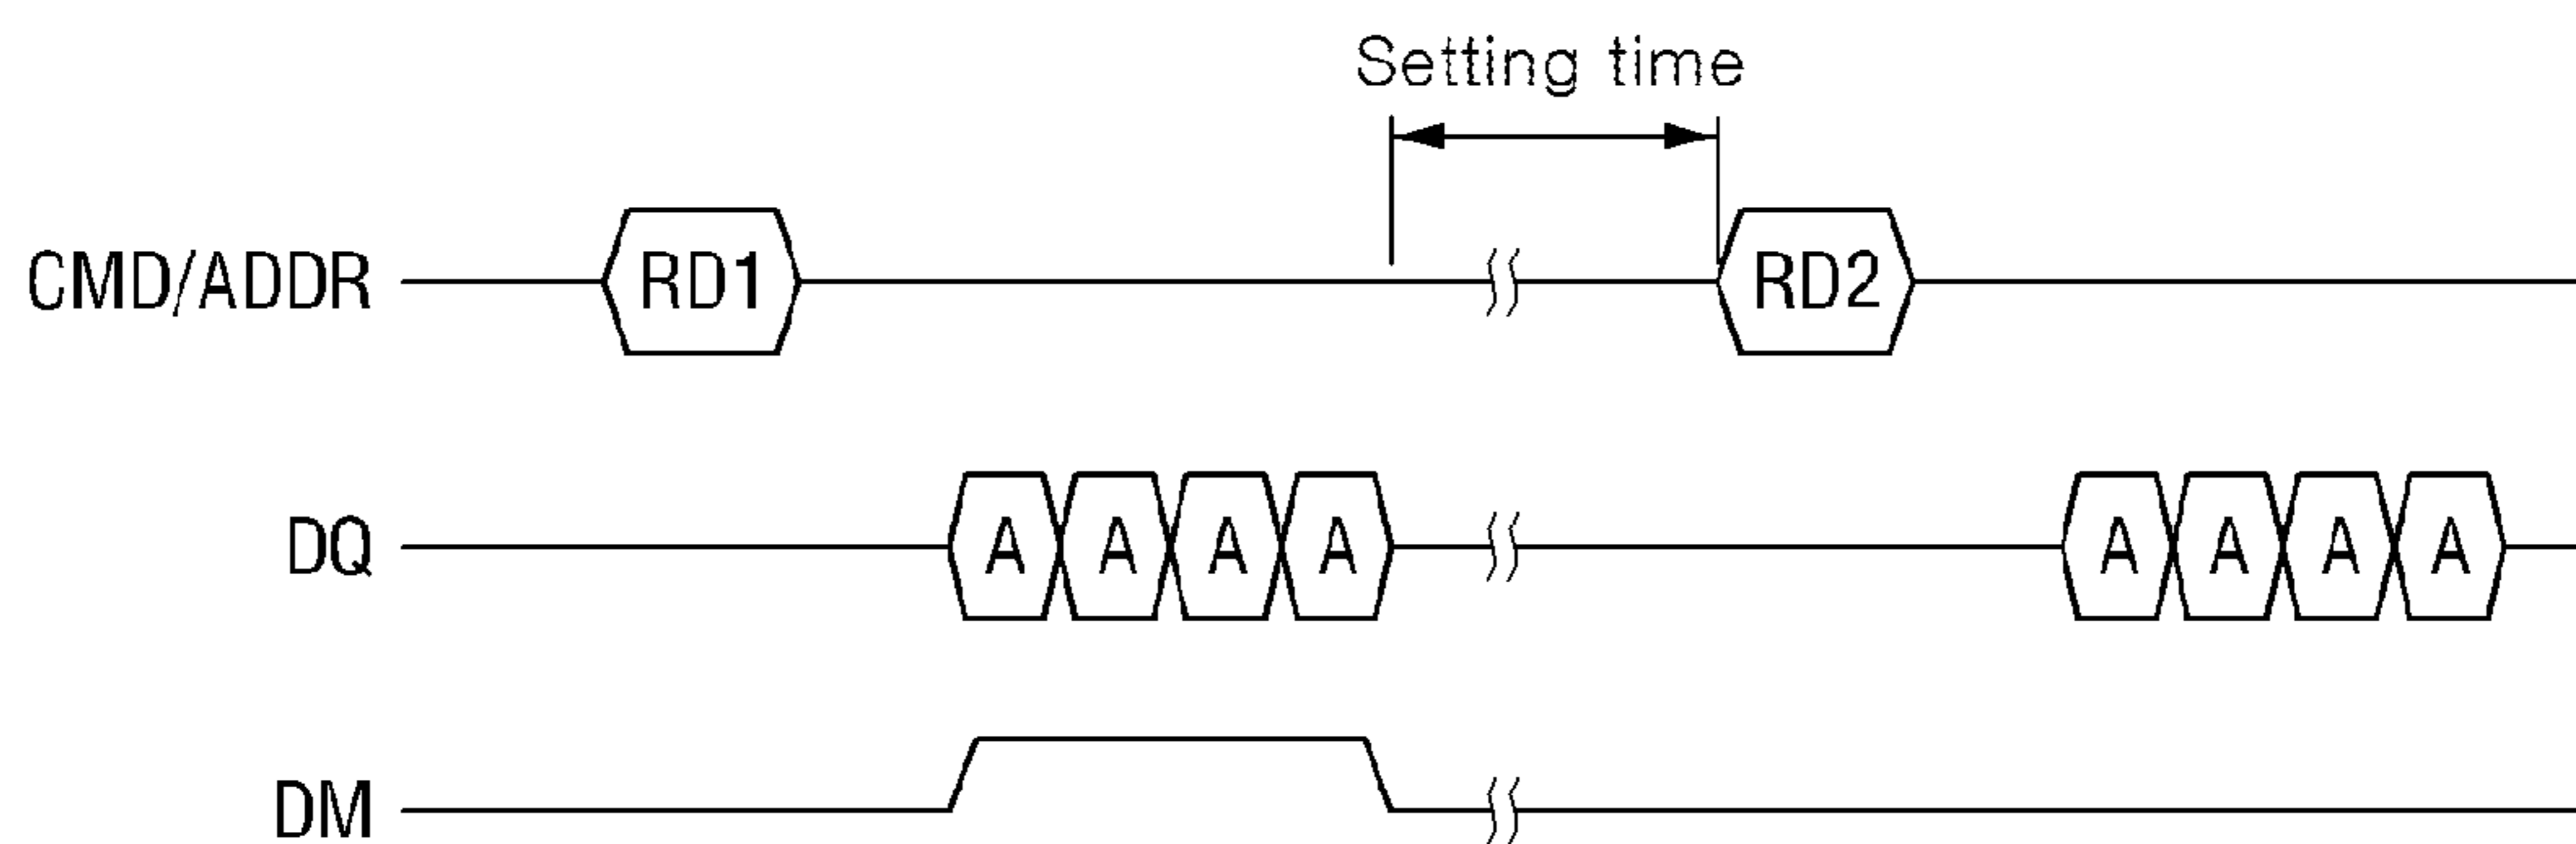 Setting time
CMD/ADDR RD1 RD2
DQ A A A A A A A A
DM